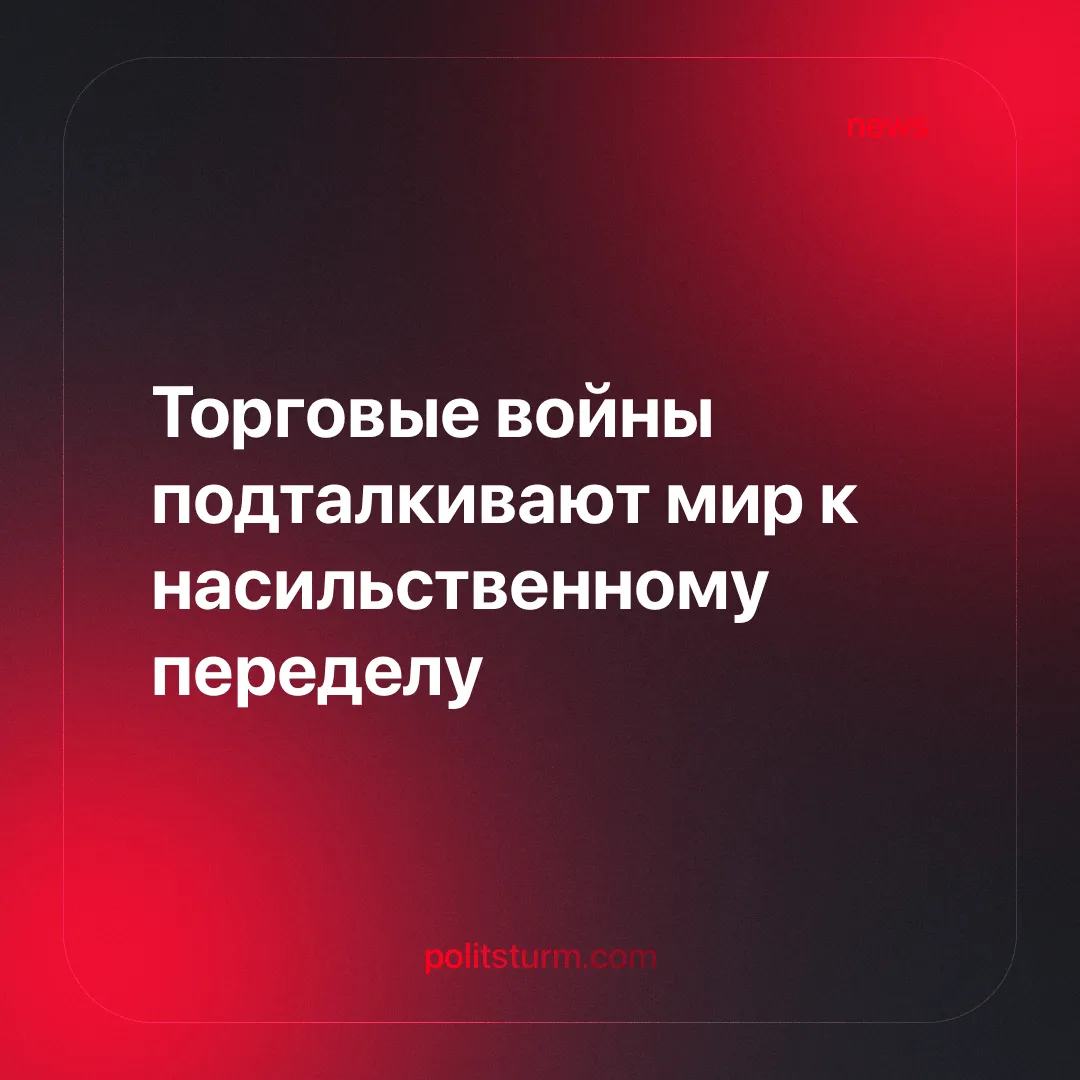 news
Торговые войны
подталкивают мир к
насильственному
переделу
politsturm.com